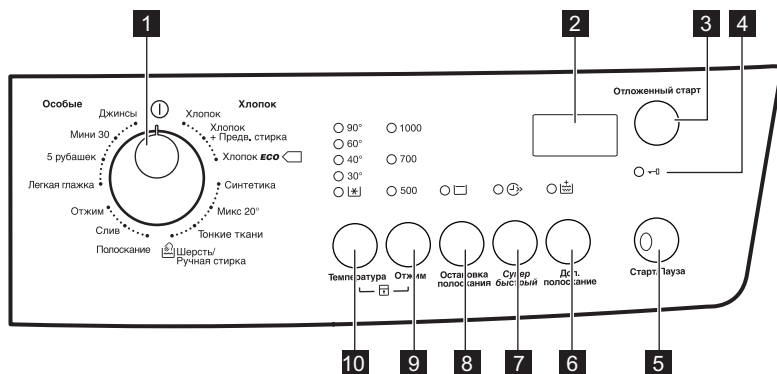 1
2
3
4
Особые
Хлопок
Отложенный старт
Джинсы
Хлопок
Мини 30
Хлопок
+ Предв. стирка
5 рубашек
Хлопок ECO
Легкая глажка
Синтетика
Отжим
Микс 20°
Слив
Тонкие ткани
Полоскание
Шерсть/
Ручная стирка
90°
1000
60°
40°
700
30°
500
Температура
Отжим
Остановка
полоскания
Супер
быстрый
Доп.
полоскание
Старт/Пауза
10
9
8
7
6
5